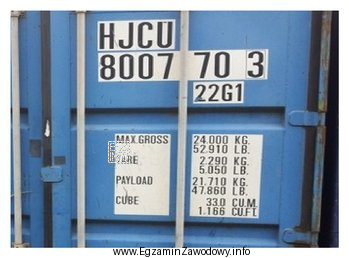 HJCU
8007 70 3
22G1
MAX.GROSS 24.000 KG.
52.910 LB.
TARE 2.290 KG.
5.050 LB.
PAYLOAD 21.710 KG.
47.860 LB.
CUBE 33.0 CU.M.
1.166 CU.FT.
www.EgzaminZawodowy.info